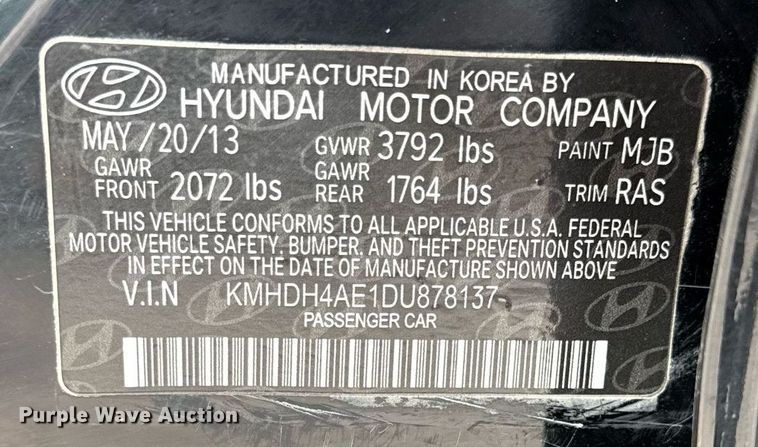 MANUFACTURED IN KOREA BY
HYUNDAI MOTOR COMPANY
MAY/20/13 GVWR 3792 lbs PAINT MJB
GAWR FRONT 2072 lbs GAWR REAR 1764 lbs TRIM RAS
THIS VEHICLE CONFORMS TO ALL APPLICABLE U.S.A. FEDERAL
MOTOR VEHICLE SAFETY, BUMPER, AND THEFT PREVENTION STANDARDS
IN EFFECT ON THE DATE OF MANUFACTURE SHOWN ABOVE
V.I.N KMHDH4AE1DU878137
PASSENGER CAR
Purple Wave Auction